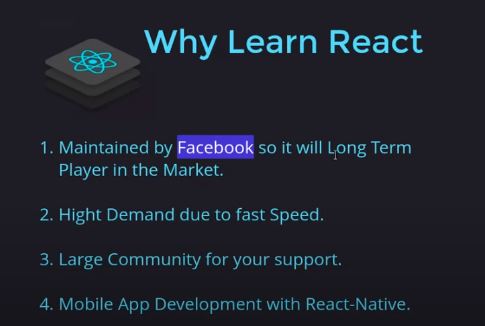 Why Learn React
1. Maintained by Facebook so it will Long Term
Player in the Market.
2. Hight Demand due to fast Speed.
3. Large Community for your support.
4. Mobile App Development with React-Native.